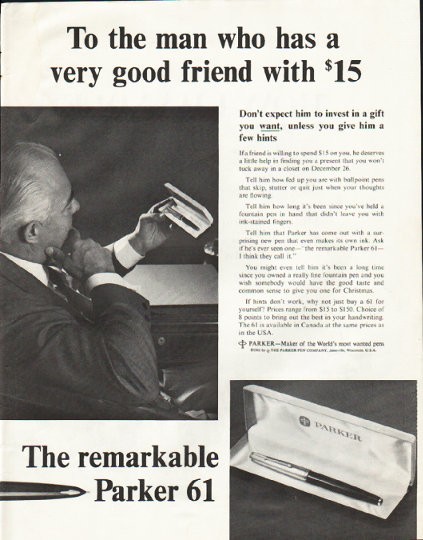 To the man who has a
very good friend with $15
Don't expect him to invest in a gift
you want, unless you give him a
few hints
If a friend is willing to spend $15 on you, he deserves
a little help in finding you a present that you won't
tuck away in a closet on December 26.
Tell him how fed up you are with ballpoint pens
that skip, stutter or quit just when your thoughts
are flowing.
Tell him how long it's been since you've held a
fountain pen in hand that didn't leave you with
ink-stained fingers.
Tell him that Parker has come out with a sur-
prising new pen that even makes its own ink. Ask
if he's ever seen one—"the remarkable Parker 61—
I think they call it."
You might even tell him it's been a long time
since you owned a really fine fountain pen and you
wish somebody would have the good taste and
common sense to give you one for Christmas.
If hints don't work, why not just buy a 61 for
yourself? Prices range from $15 to $150. Choice of
8 points to bring out the best in your handwriting.
The 61 is available in Canada at the same prices as
in the USA.
PARKER—Maker of the World's most wanted pens
THE PARKER PEN COMPANY, Janesville, Wisconsin, U.S.A.
PARKER
The remarkable
Parker 61